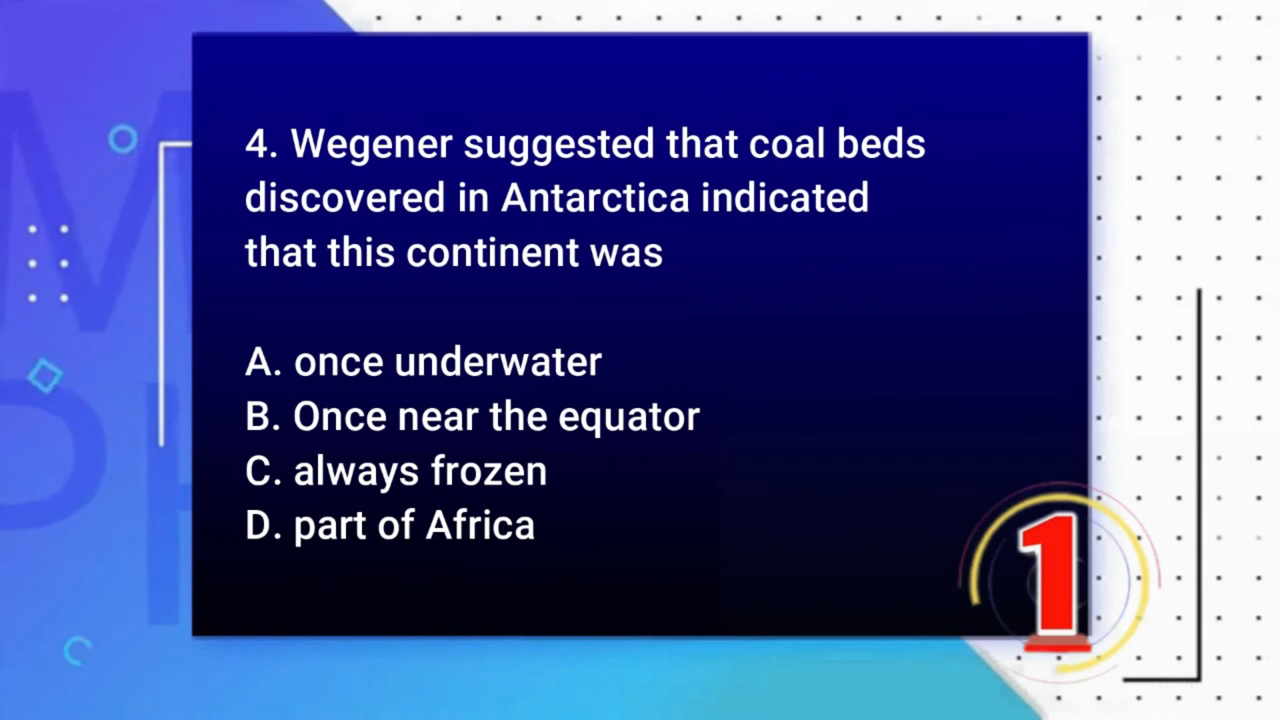 4. Wegener suggested that coal beds
discovered in Antarctica indicated
that this continent was
A. once underwater
B. Once near the equator
C. always frozen
D. part of Africa
1